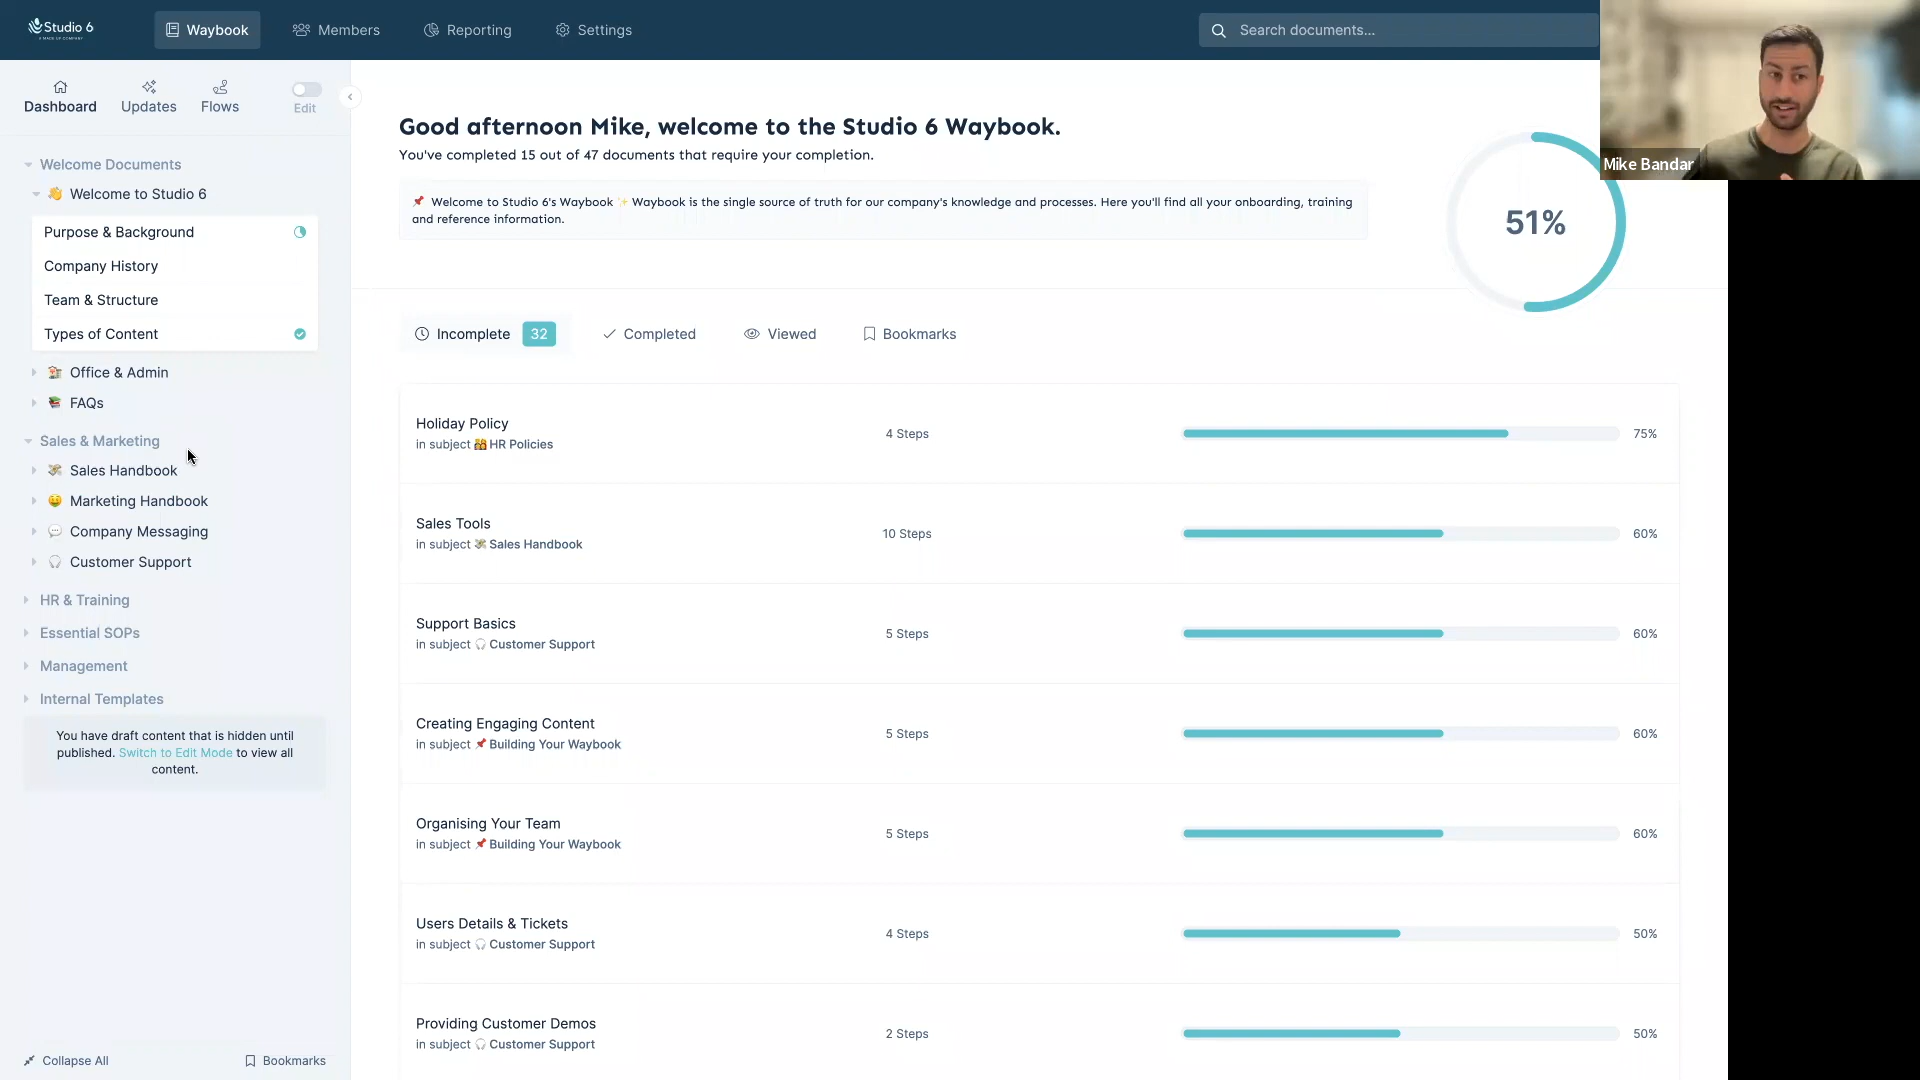 Studio 6
Waybook
Members
Reporting
Settings
Search documents...
Mike Bandar
Dashboard
Updates
Flows
Edit
Welcome Documents
Welcome to Studio 6
Purpose & Background
Company History
Team & Structure
Types of Content
Office & Admin
FAQs
Sales & Marketing
Sales Handbook
Marketing Handbook
Company Messaging
Customer Support
HR & Training
Essential SOPs
Management
Internal Templates
You have draft content that is hidden until
published. Switch to Edit Mode to view all
content.
Collapse All
Bookmarks
Good afternoon Mike, welcome to the Studio 6 Waybook.
You've completed 15 out of 47 documents that require your completion.
Welcome to Studio 6's Waybook ✨ Waybook is the single source of truth for our company's knowledge and processes. Here you'll find all your onboarding, training
and reference information.
51%
Incomplete 32
Completed
Viewed
Bookmarks
Holiday Policy
in subject HR Policies
4 Steps
75%
Sales Tools
in subject Sales Handbook
10 Steps
60%
Support Basics
in subject Customer Support
5 Steps
60%
Creating Engaging Content
in subject Building Your Waybook
5 Steps
60%
Organising Your Team
in subject Building Your Waybook
5 Steps
60%
Users Details & Tickets
in subject Customer Support
4 Steps
50%
Providing Customer Demos
in subject Customer Support
2 Steps
50%